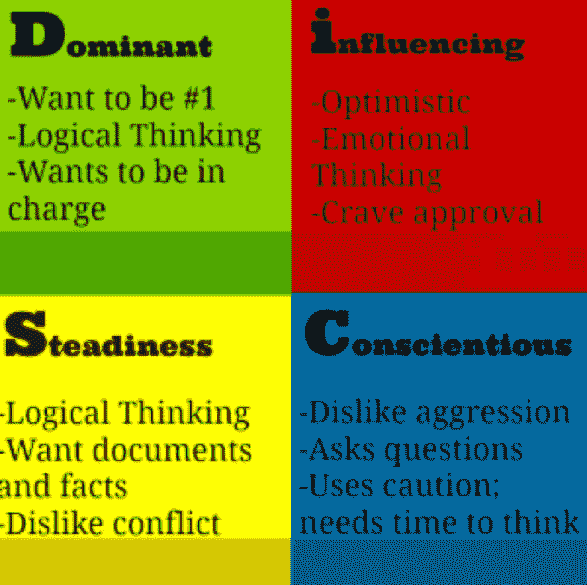 Dominant
-Want to be #1
-Logical Thinking
-Wants to be in
charge
influencing
-Optimistic
-Emotional
Thinking
-Crave approval
Steadiness
-Logical Thinking
-Want documents
and facts
-Dislike conflict
Conscientious
-Dislike aggression
-Asks questions
-Uses caution;
needs time to think